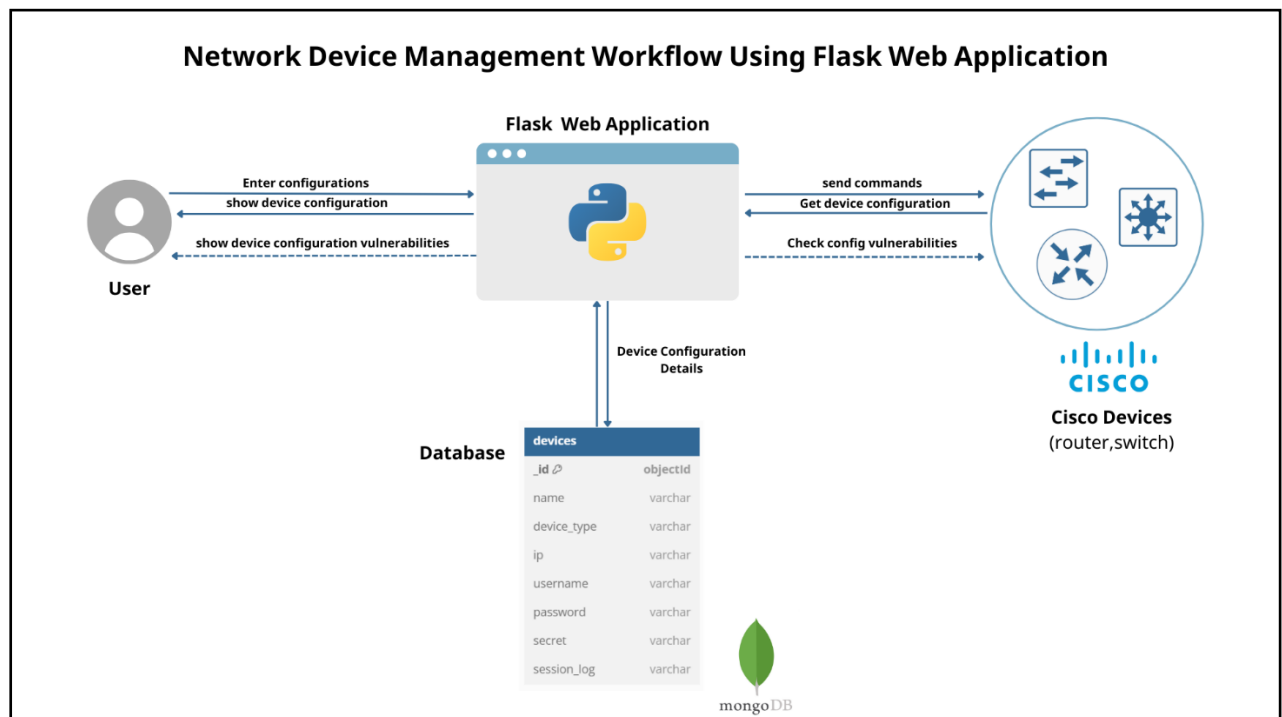 Network Device Management Workflow Using Flask Web Application
Flask Web Application
Enter configurations
show device configuration
show device configuration vulnerabilities
User
send commands
Get device configuration
Check config vulnerabilities
CISCO
Cisco Devices
(router,switch)
Device Configuration
Details
Database
devices
_id objectId
name varchar
device_type varchar
ip varchar
username varchar
password varchar
secret varchar
session_log varchar
mongoDB